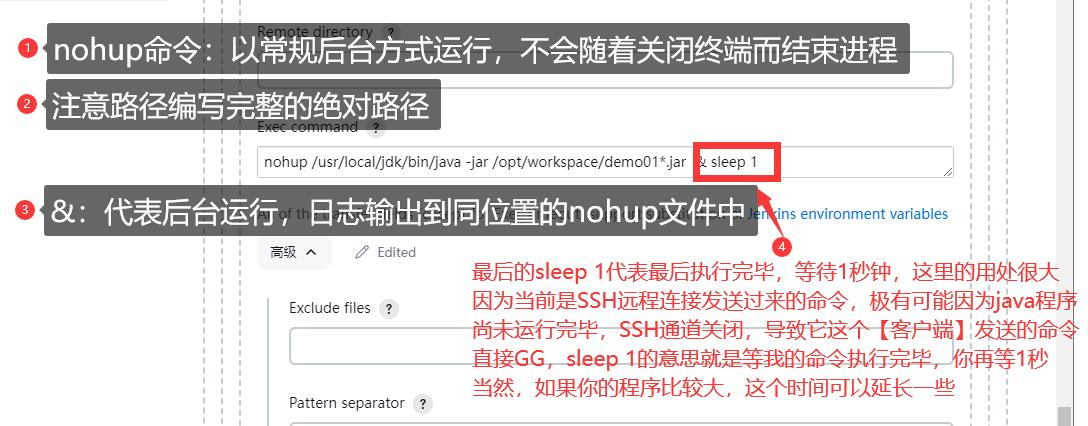 Remote directory ?
1 nohup命令：以常规后台方式运行，不会随着关闭终端而结束进程
2 注意路径编写完整的绝对路径
Exec command ?
nohup /usr/local/jdk/bin/java -jar /opt/workspace/demo01*.jar & sleep 1
3 &：代表后台运行，日志输出到同位置的nohup文件中
Jenkins environment variables
4
高级 Edited
最后的sleep 1代表最后执行完毕，等待1秒钟，这里的用处很大
因为当前是SSH远程连接发送过来的命令，极有可能因为java程序
Exclude files ?
尚未运行完毕，SSH通道关闭，导致它这个【客户端】发送的命令
直接GG，sleep 1的意思就是等我的命令执行完毕，你再等1秒
当然，如果你的程序比较大，这个时间可以延长一些
Pattern separator ?